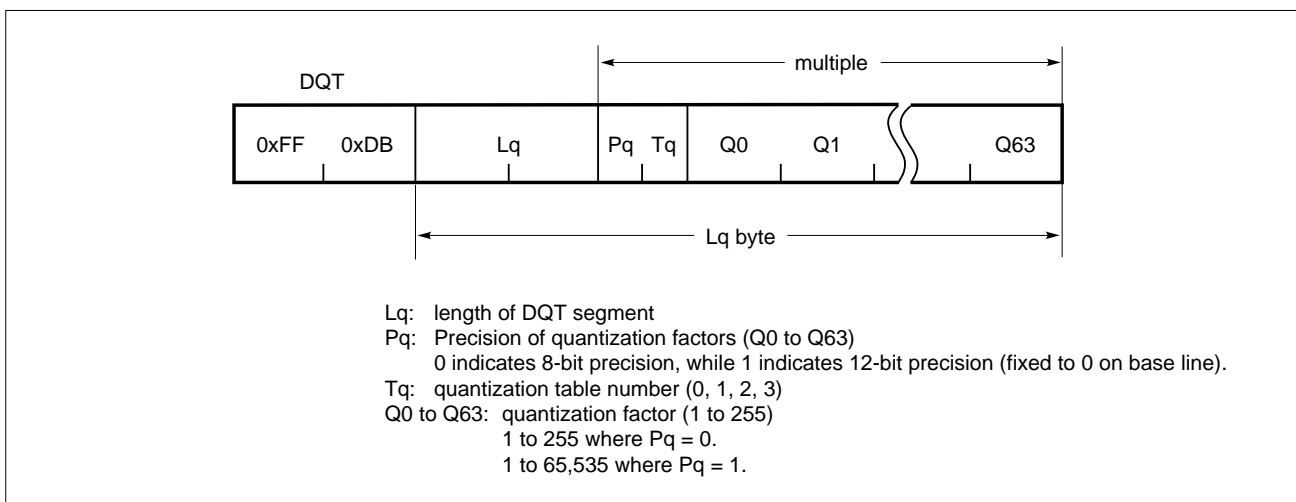 multiple
DQT
0xFF 0xDB Lq Pq Tq Q0 Q1 Q63
Lq byte
Lq: length of DQT segment
Pq: Precision of quantization factors (Q0 to Q63)
0 indicates 8-bit precision, while 1 indicates 12-bit precision (fixed to 0 on base line).
Tq: quantization table number (0, 1, 2, 3)
Q0 to Q63: quantization factor (1 to 255)
1 to 255 where Pq = 0.
1 to 65,535 where Pq = 1.